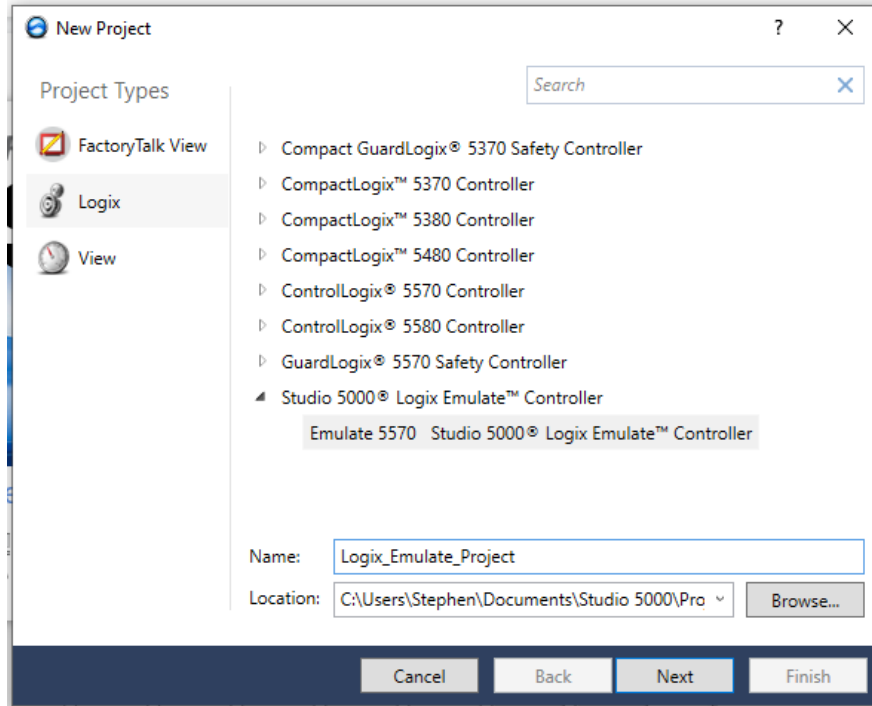 New Project
?
Project Types
Search
FactoryTalk View
Logix
View
Compact GuardLogix® 5370 Safety Controller
CompactLogix™ 5370 Controller
CompactLogix™ 5380 Controller
CompactLogix™ 5480 Controller
ControlLogix® 5570 Controller
ControlLogix® 5580 Controller
GuardLogix® 5570 Safety Controller
Studio 5000® Logix Emulate™ Controller
Emulate 5570 Studio 5000® Logix Emulate™ Controller
Name: Logix_Emulate_Project
Location: C:\Users\Stephen\Documents\Studio 5000\Pro Browse...
Cancel Back Next Finish